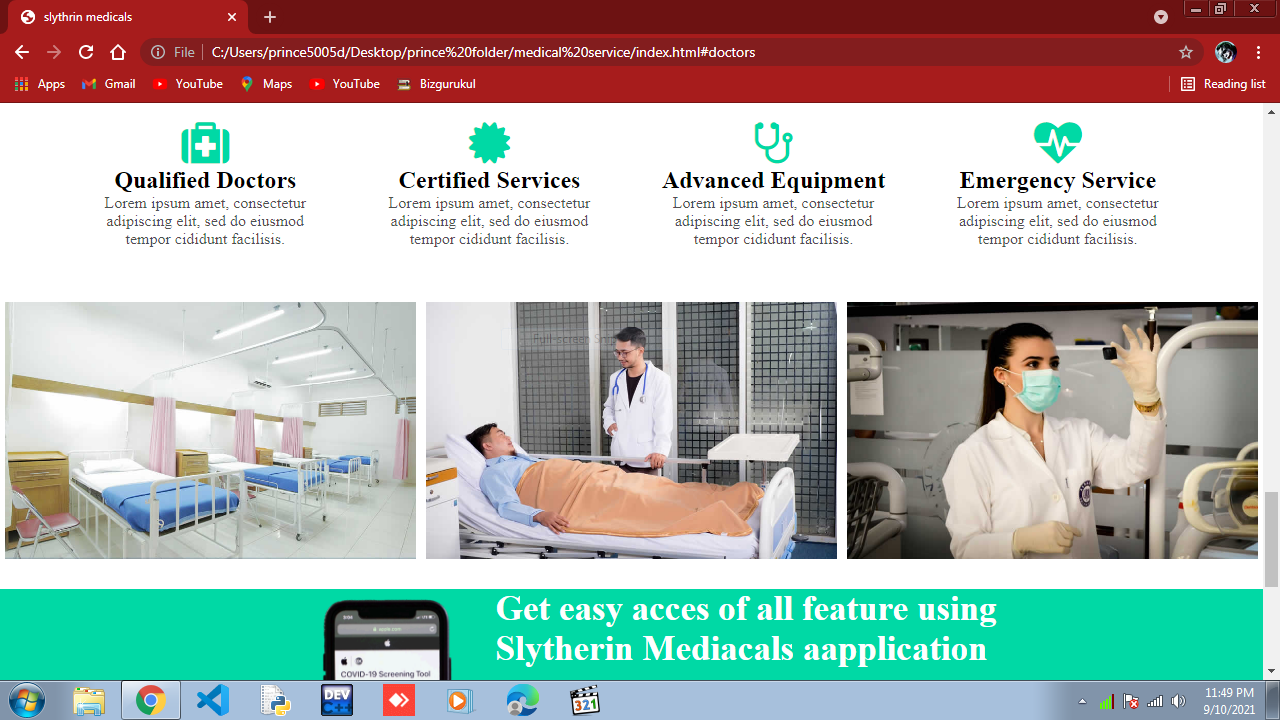 slythrin medicals
File C:/Users/prince5005d/Desktop/prince%20folder/medical%20service/index.html#doctors
Apps Gmail YouTube Maps YouTube Bizgurukul Reading list
Qualified Doctors Certified Services Advanced Equipment Emergency Service
Lorem ipsum amet, consectetur Lorem ipsum amet, consectetur Lorem ipsum amet, consectetur Lorem ipsum amet, consectetur
adipiscing elit, sed do eiusmod adipiscing elit, sed do eiusmod adipiscing elit, sed do eiusmod adipiscing elit, sed do eiusmod
tempor cididunt facilisis. tempor cididunt facilisis. tempor cididunt facilisis. tempor cididunt facilisis.
Get easy acces of all feature using
Slytherin Mediacals aapplication
COVID-19 Screening Tool
DEV
C++
321
11:49 PM
9/10/2021